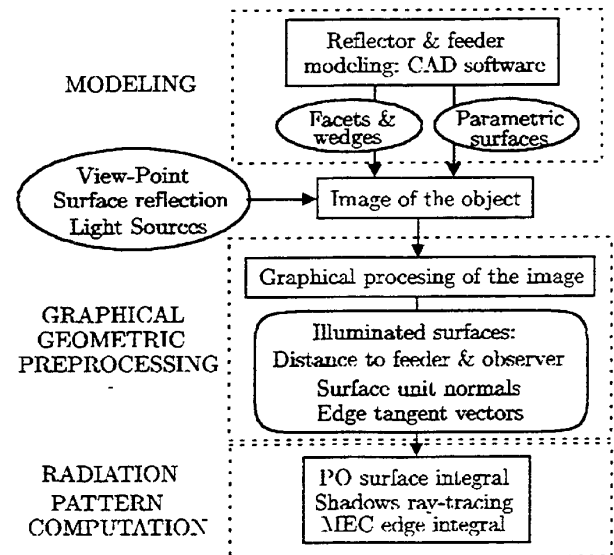 Reflector & feeder
modeling: CAD software
MODELING
Facets &
wedges
Parametric
surfaces
View-Point
Surface reflection
Light Sources
Image of the object
Graphical procesing of the image
GRAPHICAL
GEOMETRIC
PREPROCESSING
Illuminated surfaces:
Distance to feeder & observer
Surface unit normals
Edge tangent vectors
RADIATION
PATTERN
COMPUTATION
PO surface integral
Shadows ray-tracing
MEC edge integral